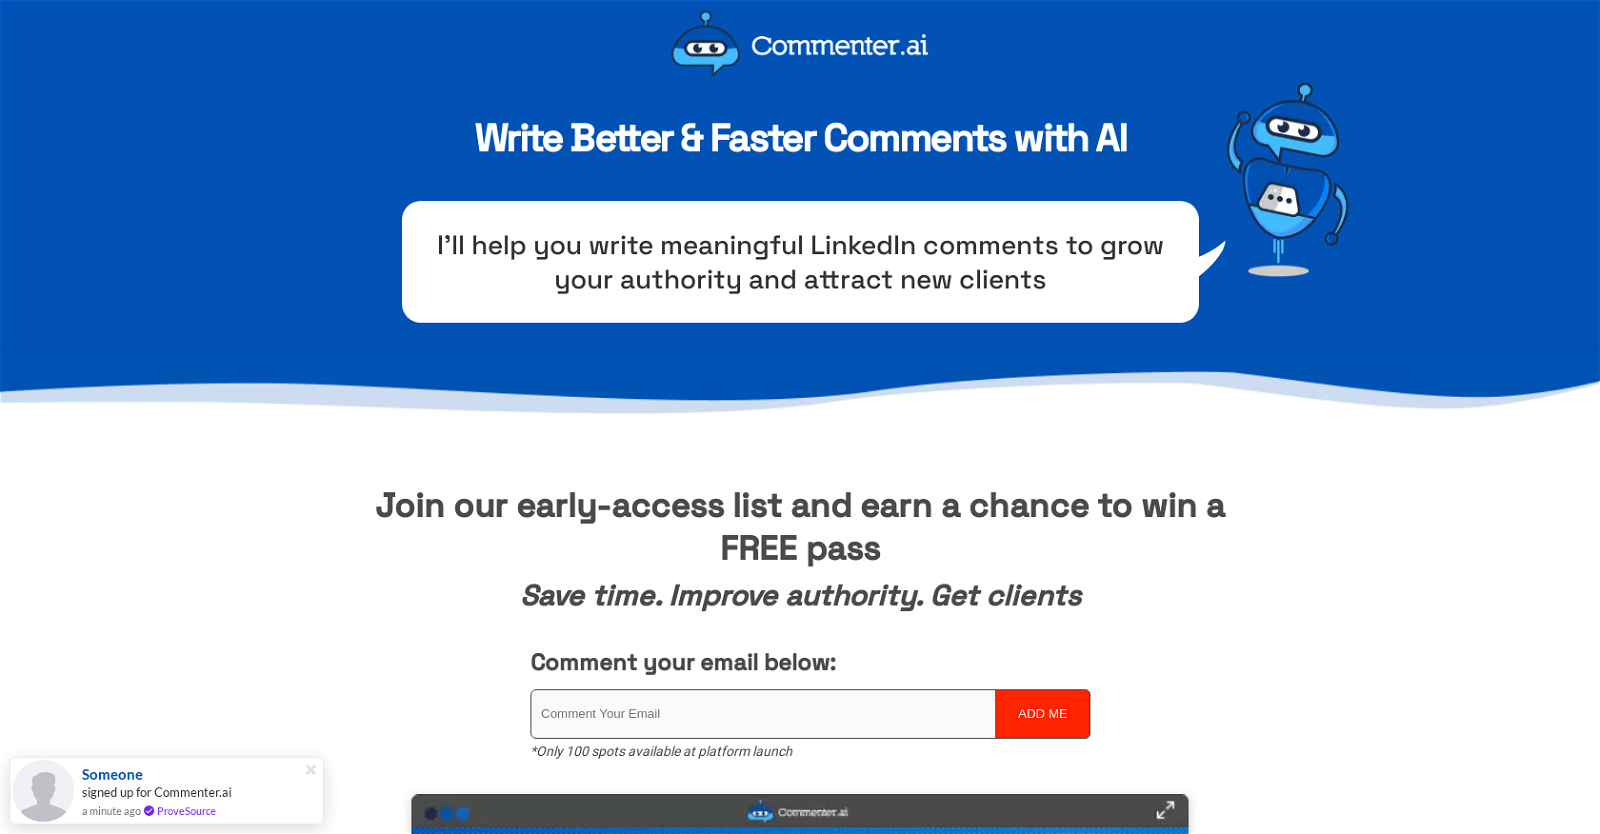 Commenter.ai
Write Better & Faster Comments with AI
I'll help you write meaningful LinkedIn comments to grow
your authority and attract new clients
Join our early-access list and earn a chance to win a
FREE pass
Save time. Improve authority. Get clients
Comment your email below:
Comment Your Email
ADD ME
*Only 100 spots available at platform launch
Someone
signed up for Commenter.ai
a minute ago ProveSource
Commenter.ai